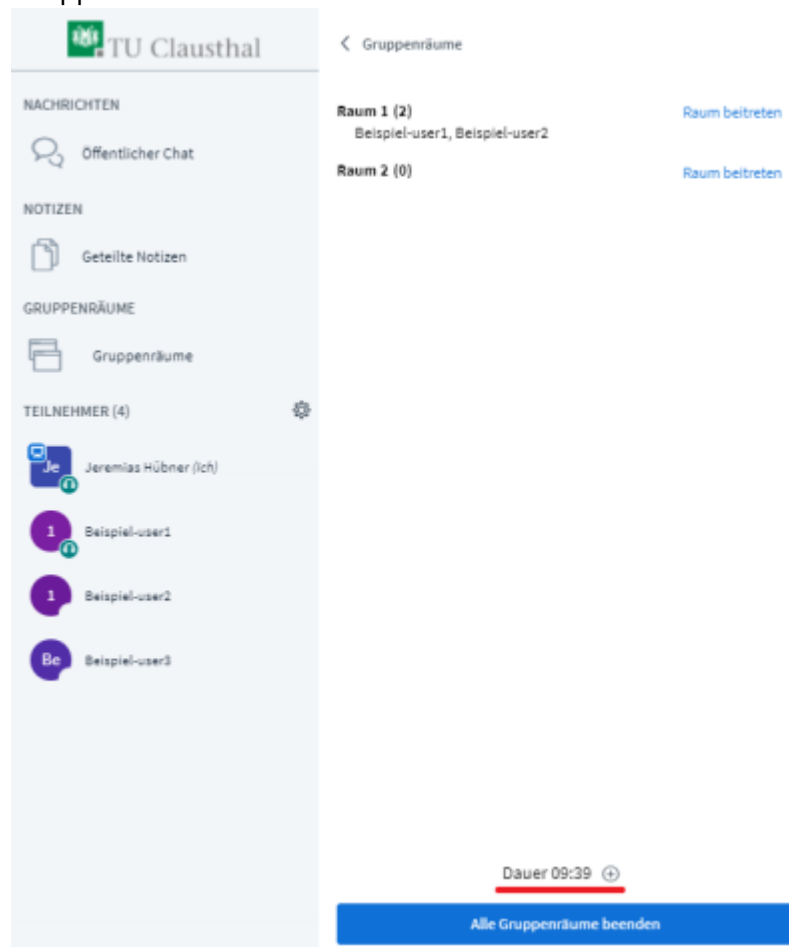 TU Clausthal
NACHRICHTEN
Öffentlicher Chat
NOTIZEN
Geteilte Notizen
GRUPPENRÄUME
Gruppenräume
TEILNEHMER (4)
Je
Jeremias Hübner (Ich)
1
Beispiel-user1
1
Beispiel-user2
Be
Beispiel-user3
Gruppenräume
Raum 1 (2) Raum beitreten
Beispiel-user1, Beispiel-user2
Raum 2 (0) Raum beitreten
Dauer 09:39
Alle Gruppenräume beenden